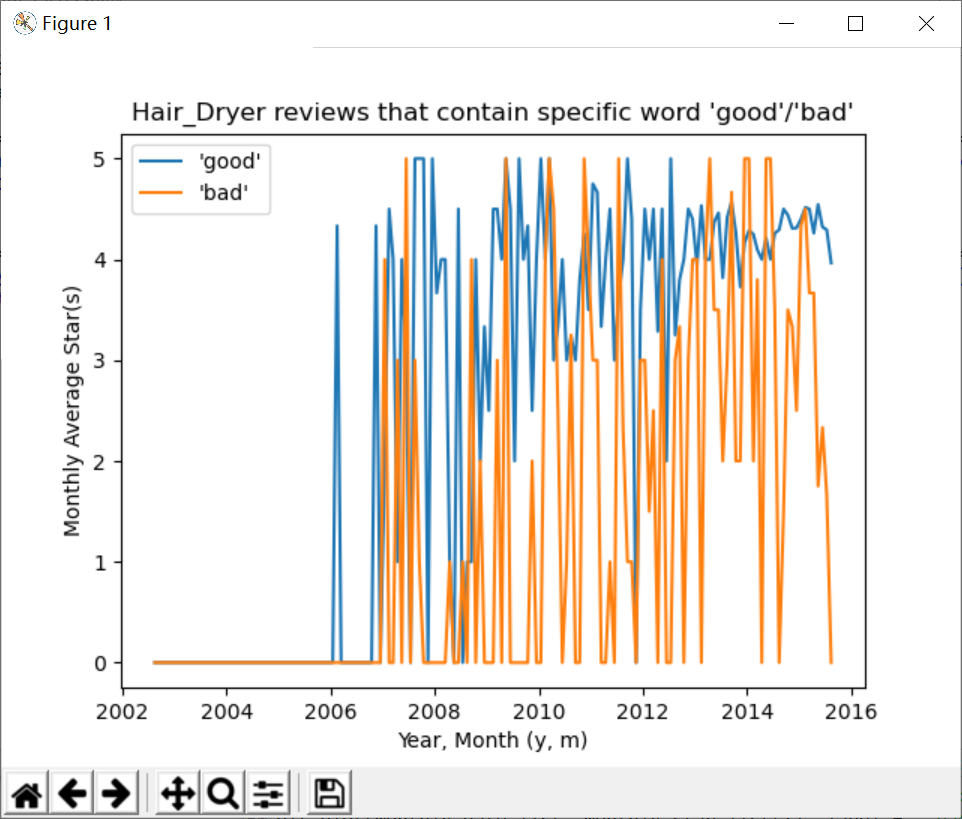 Figure 1
Hair_Dryer reviews that contain specific word 'good'/'bad'
'good'
'bad'
Monthly Average Star(s)
5
4
3
2
1
0
2002 2004 2006 2008 2010 2012 2014 2016
Year, Month (y, m)